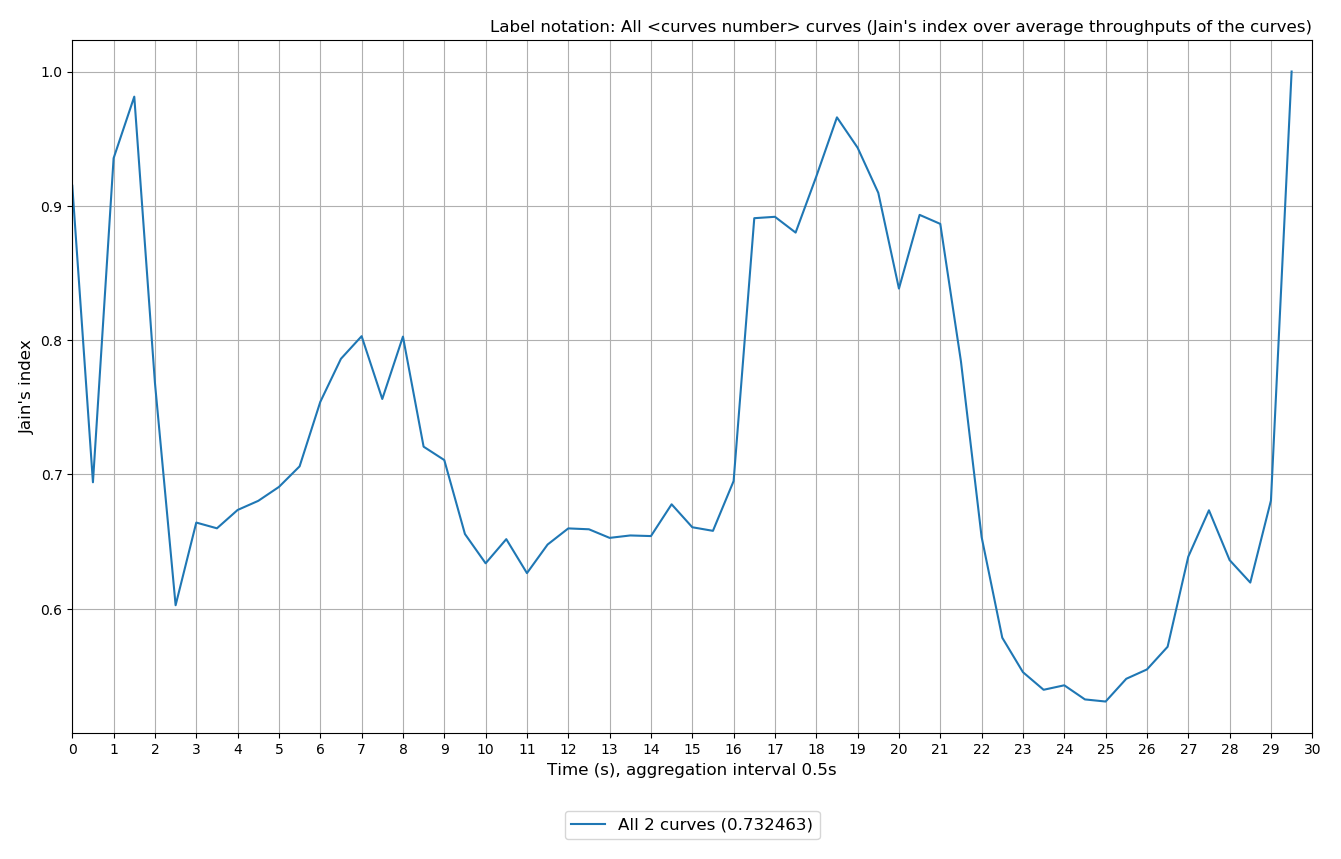 Label notation: All <curves number> curves (Jain's index over average throughputs of the curves)
1.0
0.9
0.8
0.7
0.6
Jain's index
0 1 2 3 4 5 6 7 8 9 10 11 12 13 14 15 16 17 18 19 20 21 22 23 24 25 26 27 28 29 30
Time (s), aggregation interval 0.5s
All 2 curves (0.732463)